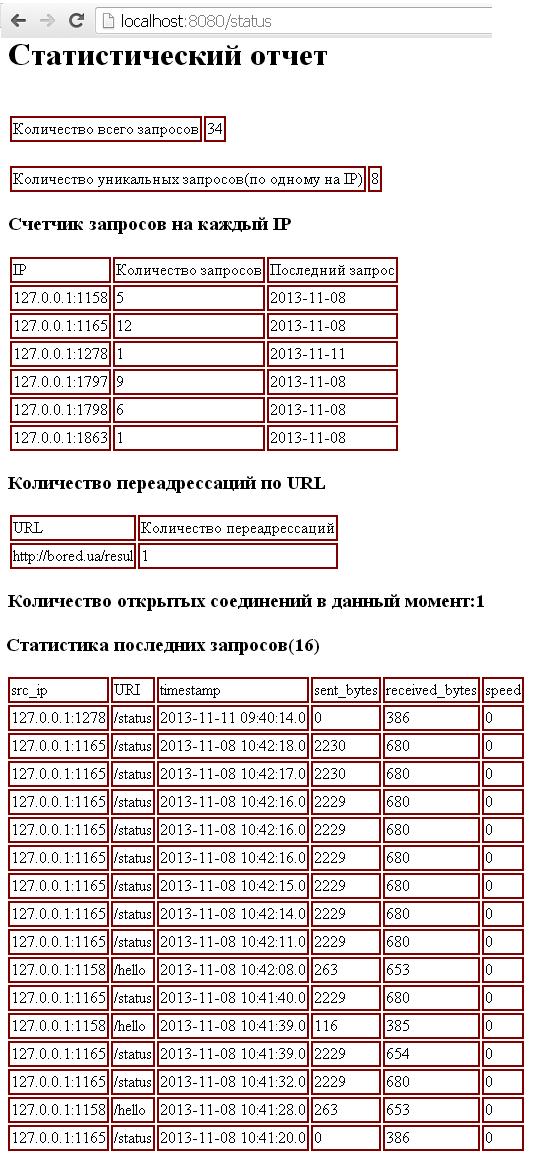 localhost:8080/status
Статистический отчет
Количество всего запросов 34
Количество уникальных запросов(по одному на IP) 8
Счетчик запросов на каждый IP
IP Количество запросов Последний запрос
127.0.0.1:1158 5 2013-11-08
127.0.0.1:1165 12 2013-11-08
127.0.0.1:1278 1 2013-11-11
127.0.0.1:1797 9 2013-11-08
127.0.0.1:1798 6 2013-11-08
127.0.0.1:1863 1 2013-11-08
Количество переадрессаций по URL
URL Количество переадрессаций
http://bored.ua/resul 1
Количество открытых соединений в данный момент:1
Статистика последних запросов(16)
src_ip URI timestamp sent_bytes received_bytes speed
127.0.0.1:1278 /status 2013-11-11 09:40:14.0 0 386 0
127.0.0.1:1165 /status 2013-11-08 10:42:18.0 2230 680 0
127.0.0.1:1165 /status 2013-11-08 10:42:17.0 2230 680 0
127.0.0.1:1165 /status 2013-11-08 10:42:16.0 2229 680 0
127.0.0.1:1165 /status 2013-11-08 10:42:16.0 2229 680 0
127.0.0.1:1165 /status 2013-11-08 10:42:16.0 2229 680 0
127.0.0.1:1165 /status 2013-11-08 10:42:15.0 2229 680 0
127.0.0.1:1165 /status 2013-11-08 10:42:14.0 2229 680 0
127.0.0.1:1165 /status 2013-11-08 10:42:11.0 2229 680 0
127.0.0.1:1158 /hello 2013-11-08 10:42:08.0 263 653 0
127.0.0.1:1165 /status 2013-11-08 10:41:40.0 2229 680 0
127.0.0.1:1158 /hello 2013-11-08 10:41:39.0 116 385 0
127.0.0.1:1165 /status 2013-11-08 10:41:39.0 2229 654 0
127.0.0.1:1165 /status 2013-11-08 10:41:32.0 2229 680 0
127.0.0.1:1158 /hello 2013-11-08 10:41:28.0 263 653 0
127.0.0.1:1165 /status 2013-11-08 10:41:20.0 0 386 0